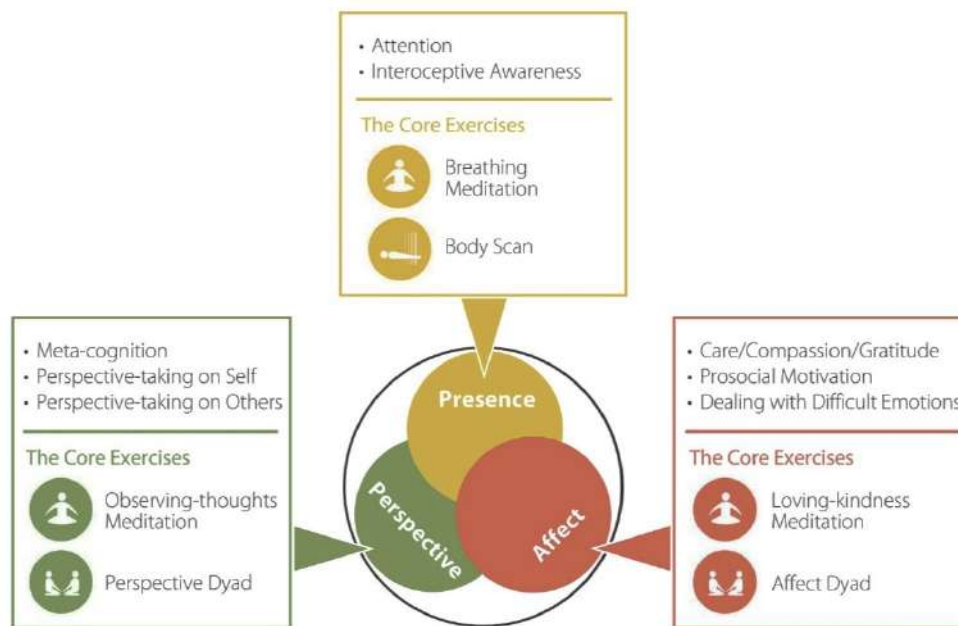 • Attention
• Interoceptive Awareness
The Core Exercises
Breathing
Meditation
Body Scan
• Meta-cognition
• Perspective-taking on Self
• Perspective-taking on Others
The Core Exercises
Observing-thoughts
Meditation
Perspective Dyad
Presence
Perspective
Affect
• Care/Compassion/Gratitude
• Prosocial Motivation
• Dealing with Difficult Emotions
The Core Exercises
Loving-kindness
Meditation
Affect Dyad